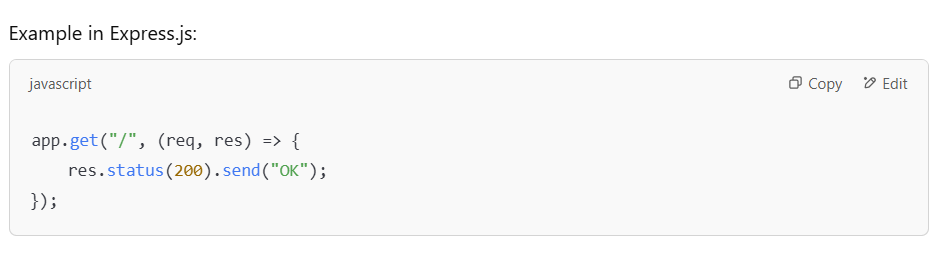 Example in Express.js:
javascript Copy Edit
app.get("/", (req, res) => {
    res.status(200).send("OK");
});